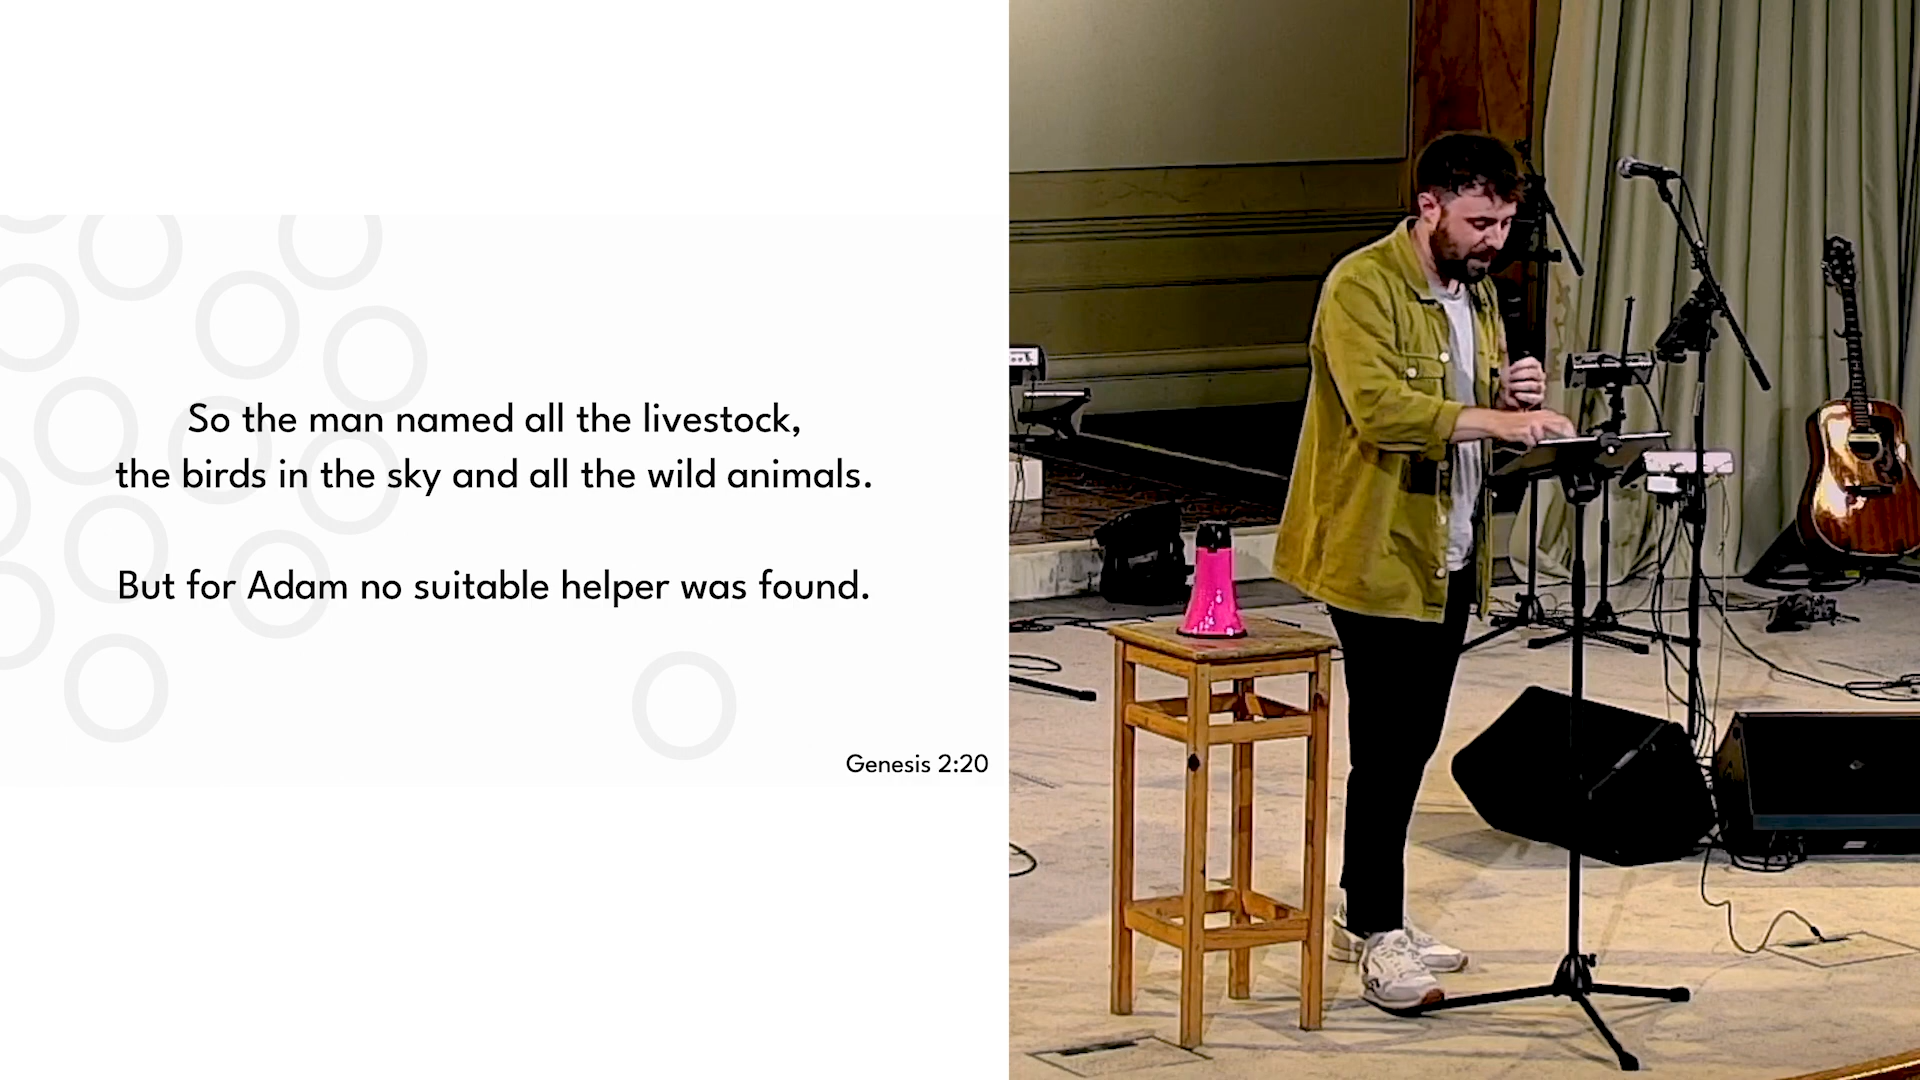 So the man named all the livestock,
the birds in the sky and all the wild animals.
But for Adam no suitable helper was found.
Genesis 2:20